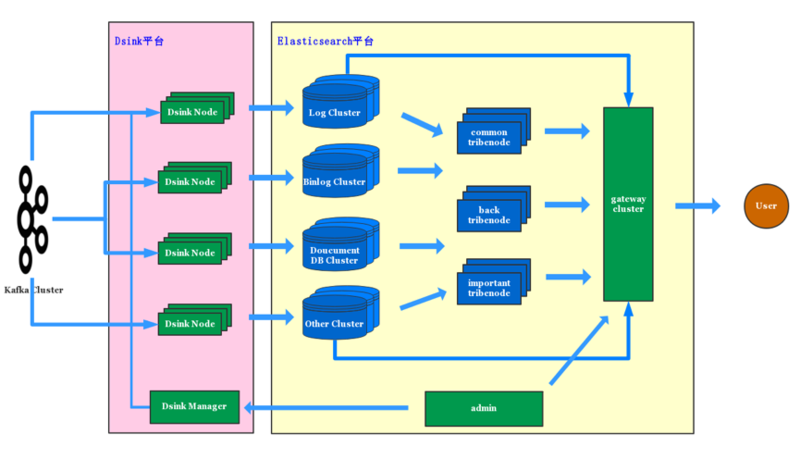 Dsink平台
Elasticsearch平台
Dsink Node
Log Cluster
common
tribenode
Dsink Node
Binlog Cluster
back
tribenode
gateway
cluster
User
Dsink Node
Doucument
DB Cluster
Kafka Cluster
important
tribenode
Dsink Node
Other Cluster
Dsink Manager
admin